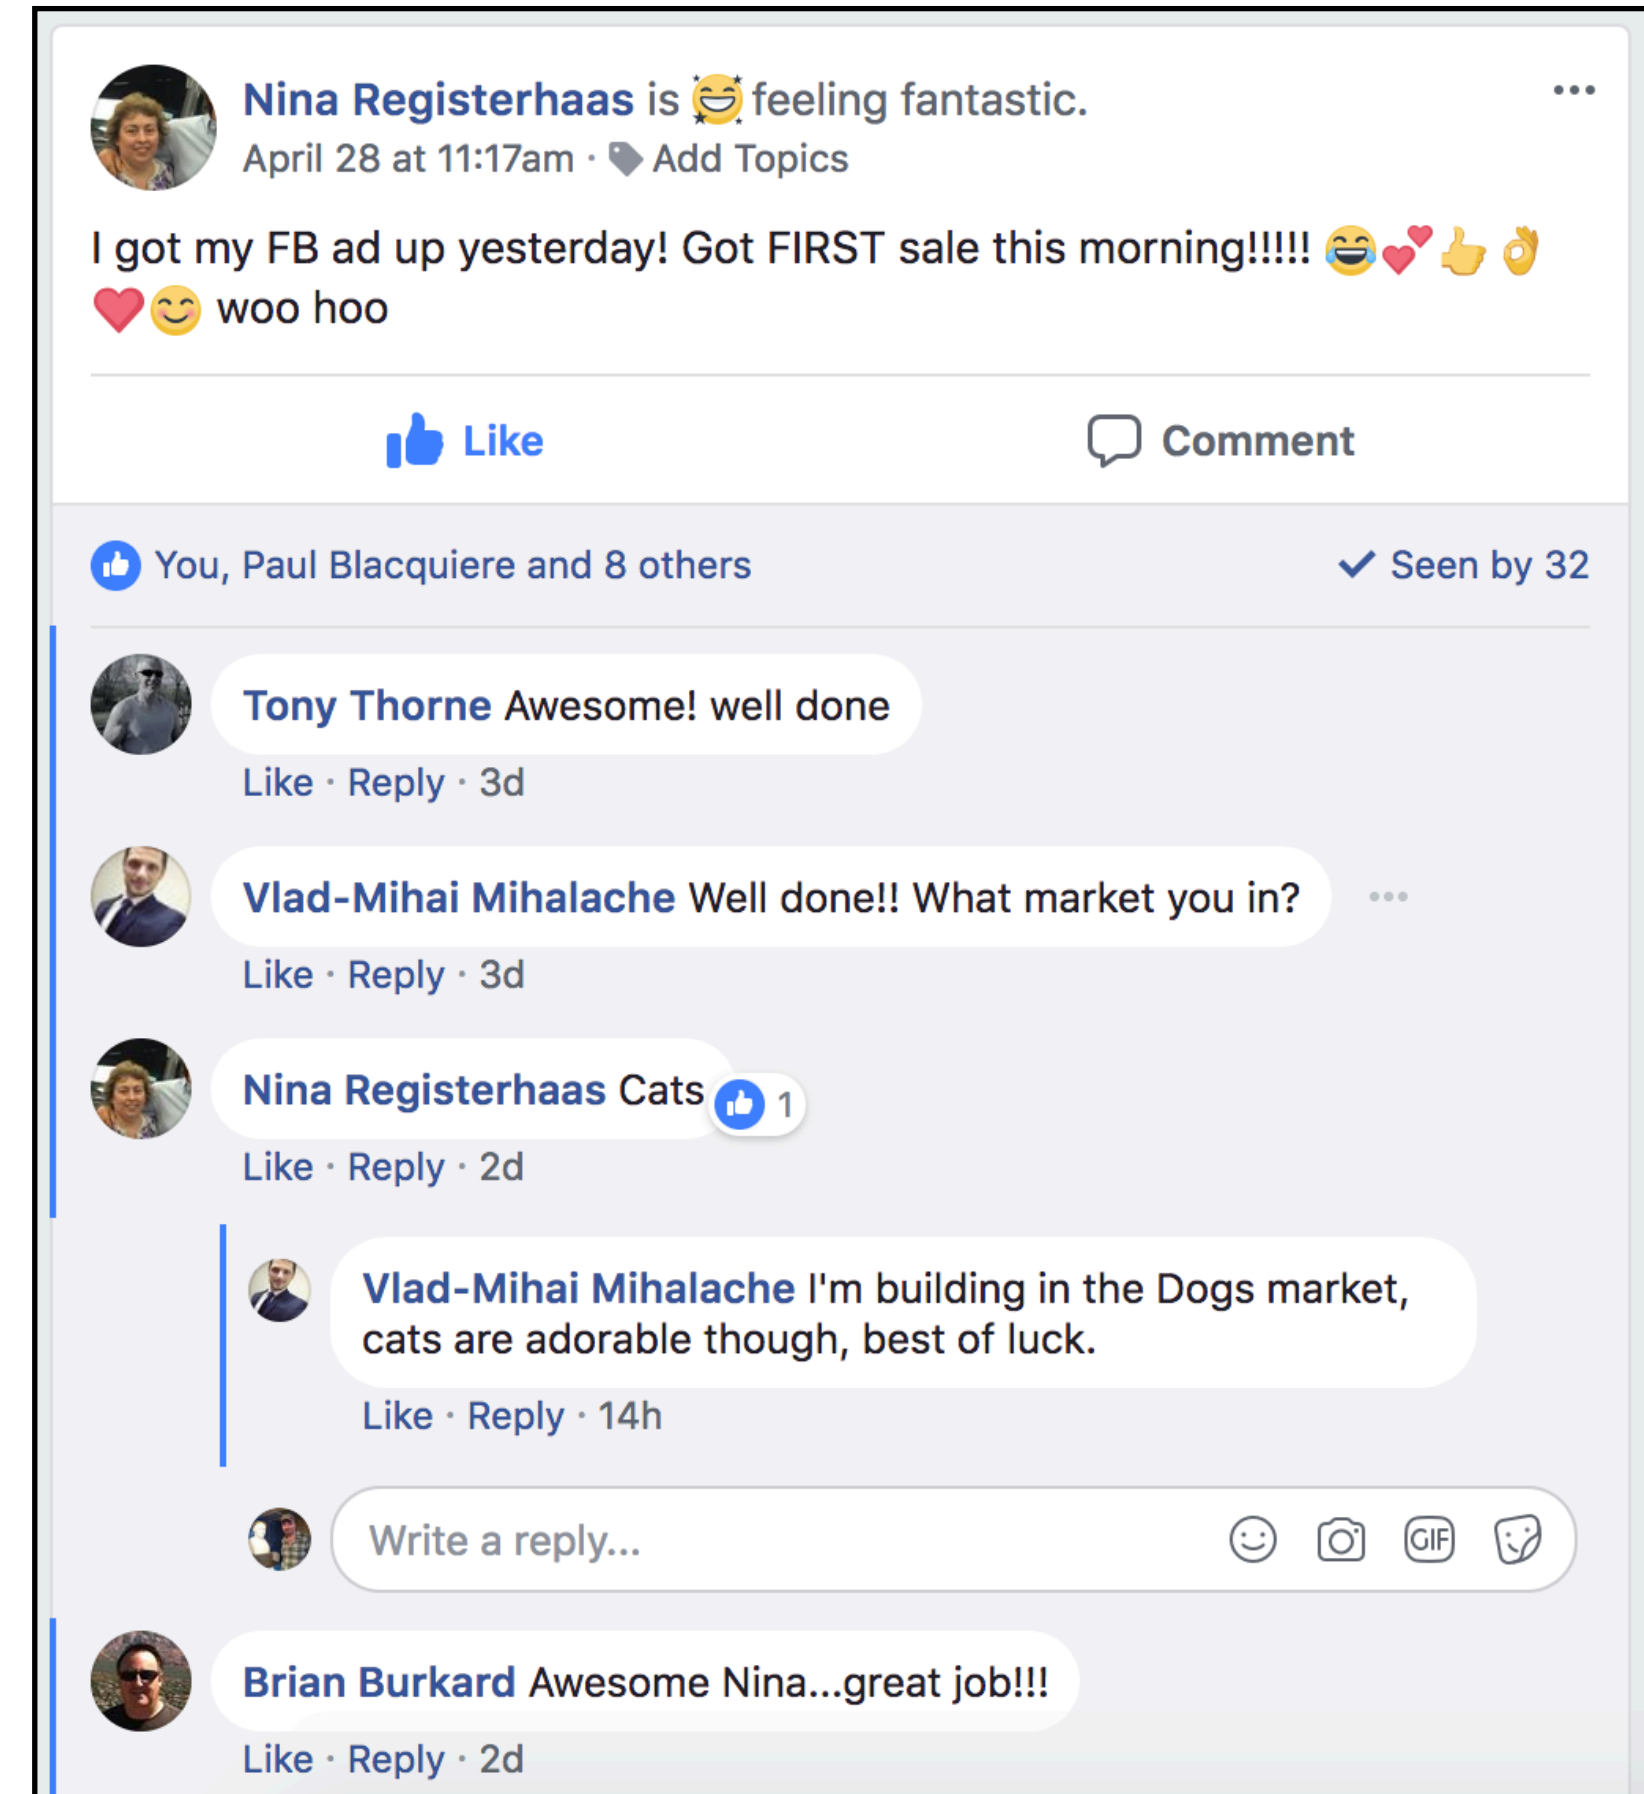 Nina Registerhaas is 😆 feeling fantastic.
April 28 at 11:17am · Add Topics
I got my FB ad up yesterday! Got FIRST sale this morning!!!!! 😂💕👍👌
❤️😊 woo hoo
Like Comment
You, Paul Blacquiere and 8 others Seen by 32
Tony Thorne Awesome! well done
Like · Reply · 3d
Vlad-Mihai Mihalache Well done!! What market you in?
Like · Reply · 3d
Nina Registerhaas Cats 1
Like · Reply · 2d
Vlad-Mihai Mihalache I'm building in the Dogs market,
cats are adorable though, best of luck.
Like · Reply · 14h
Write a reply... GIF
Brian Burkard Awesome Nina...great job!!!
Like · Reply · 2d